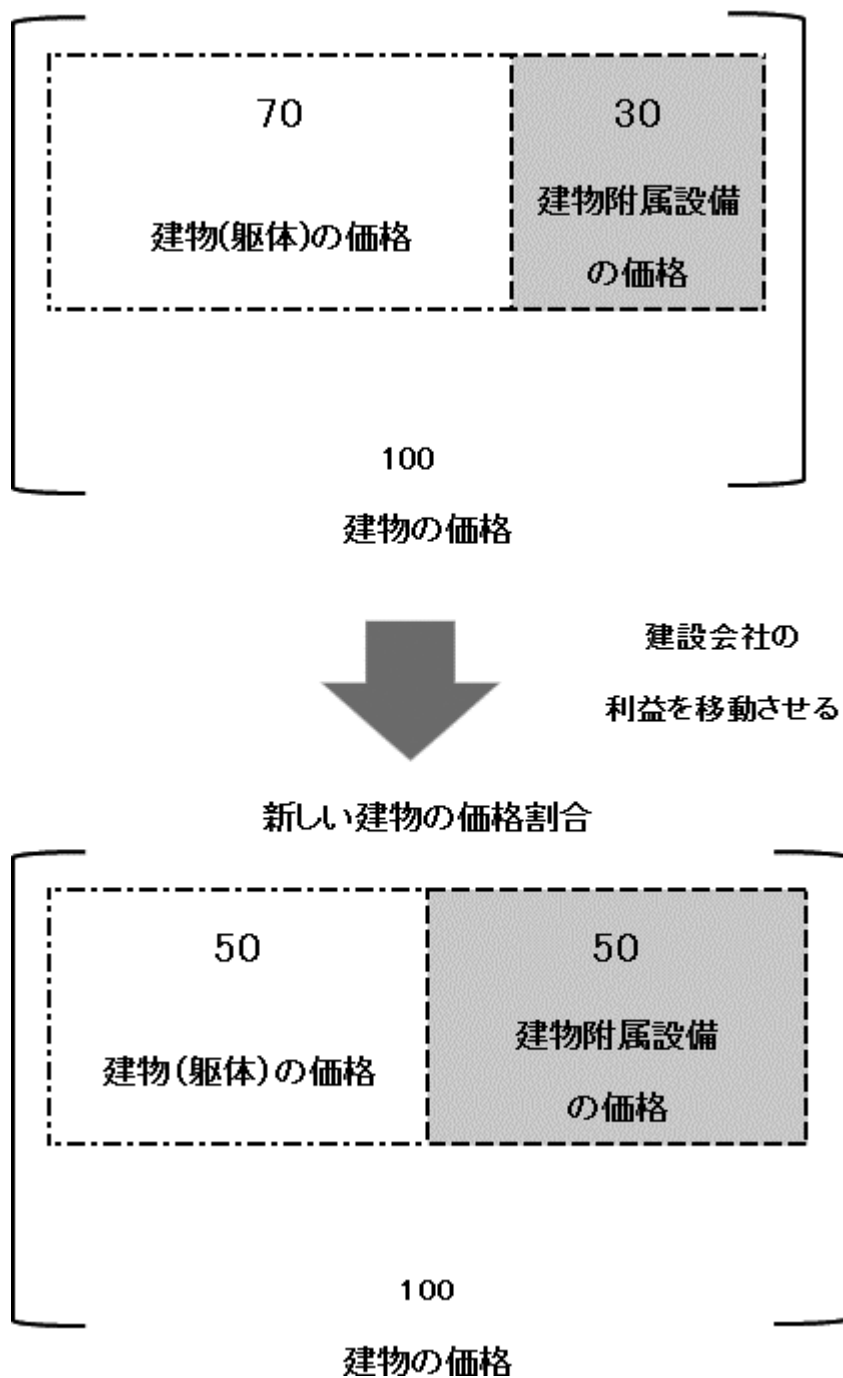 70
建物(躯体)の価格
30
建物附属設備
の価格
100
建物の価格
建設会社の
利益を移動させる
新しい建物の価格割合
50
建物(躯体)の価格
50
建物附属設備
の価格
100
建物の価格